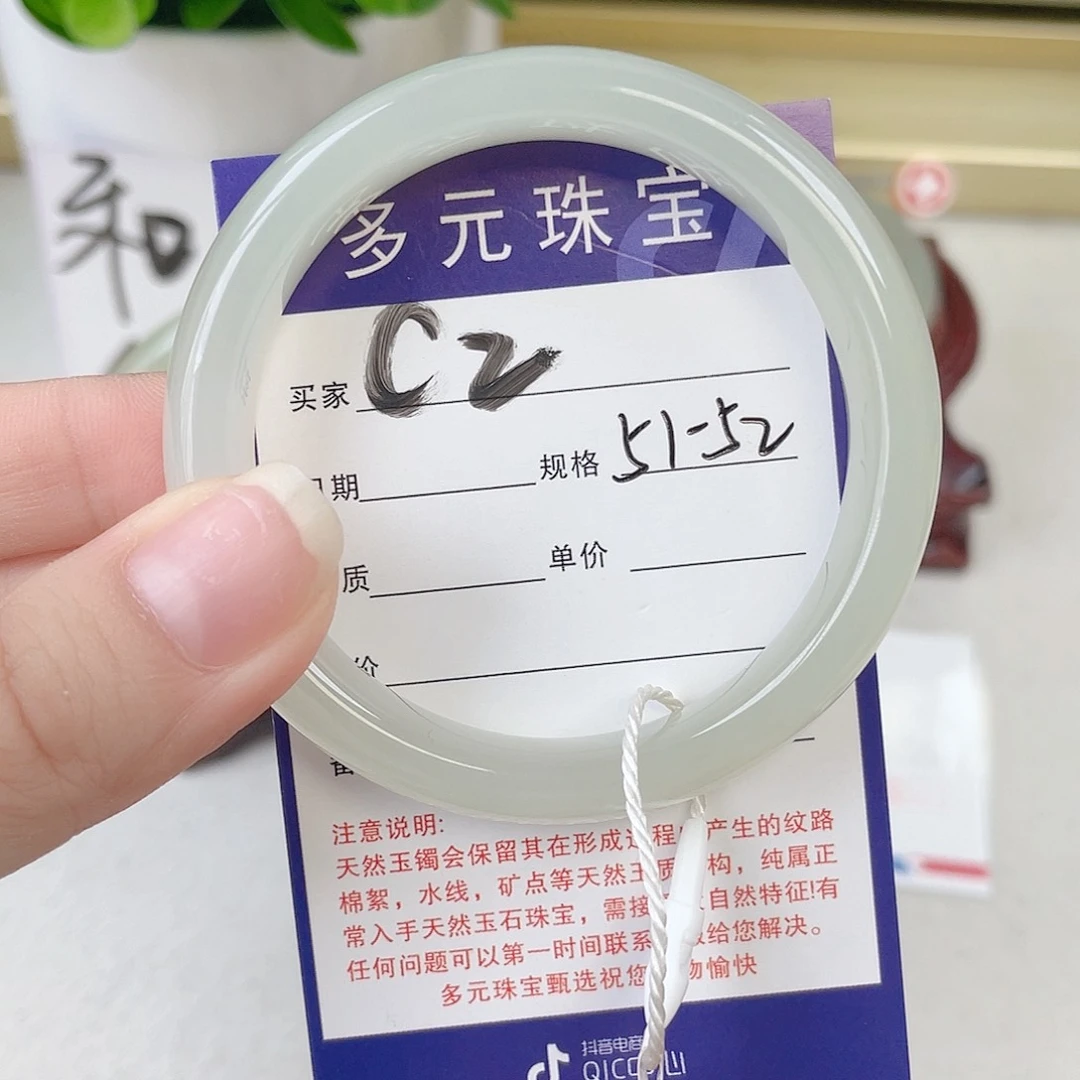 多元珠宝
和
买家 C2
期 规格 51-52
质 单价
价
注意说明:
天然玉镯会保留其在形成过程 产生的纹路
棉絮，水线，矿点等天然玉质 构，纯属正
常入手天然玉石珠宝，需接 自然特征!有
任何问题可以第一时间联系 给您解决。
多元珠宝甄选祝您 物愉快
抖音电商